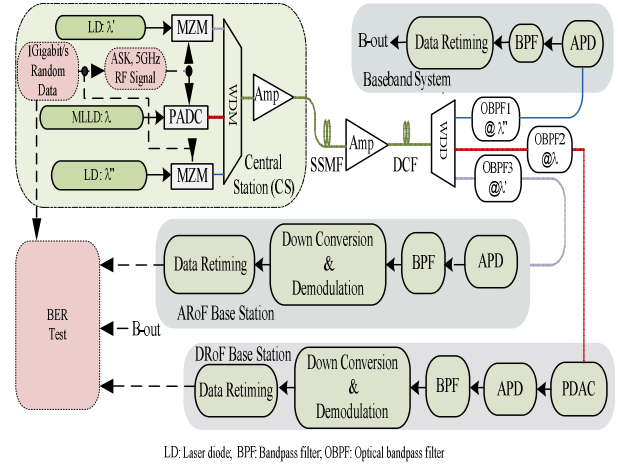 LD: λ'
MZM
1Gigabit/s
Random
Data
ASK, 5GHz
RF Signal
MLLD: λ
PADC
LD: λ"
MZM
WDM
Amp
Central
Station (CS)
SSMF
Amp
DCF
WDD
B-out
Data Retiming
BPF
APD
Baseband System
OBPF1
@ λ"
OBPF2
@λ
OBPF3
@λ'
Data Retiming
Down Conversion
&
Demodulation
BPF
APD
ARoF Base Station
BER
Test
B-out
DRoF Base Station
Data Retiming
Down Conversion
&
Demodulation
BPF
APD
PDAC
LD: Laser diode; BPF: Bandpass filter; OBPF: Optical bandpass filter